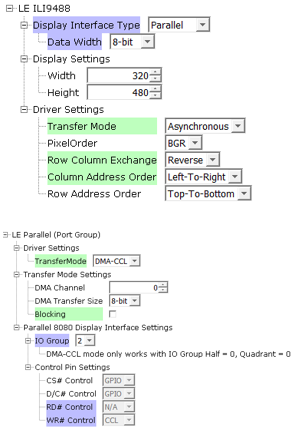 LE ILI9488
Display Interface Type Parallel
Data Width 8-bit
Display Settings
Width 320
Height 480
Driver Settings
Transfer Mode Asynchronous
PixelOrder BGR
Row Column Exchange Reverse
Column Address Order Left-To-Right
Row Address Order Top-To-Bottom
LE Parallel (Port Group)
Driver Settings
TransferMode DMA-CCL
Transfer Mode Settings
DMA Channel 0
DMA Transfer Size 8-bit
Blocking
Parallel 8080 Display Interface Settings
IO Group 2
DMA-CCL mode only works with IO Group Half = 0, Quadrant = 0
Control Pin Settings
CS# Control GPIO
D/C# Control GPIO
RD# Control N/A
WR# Control CCL